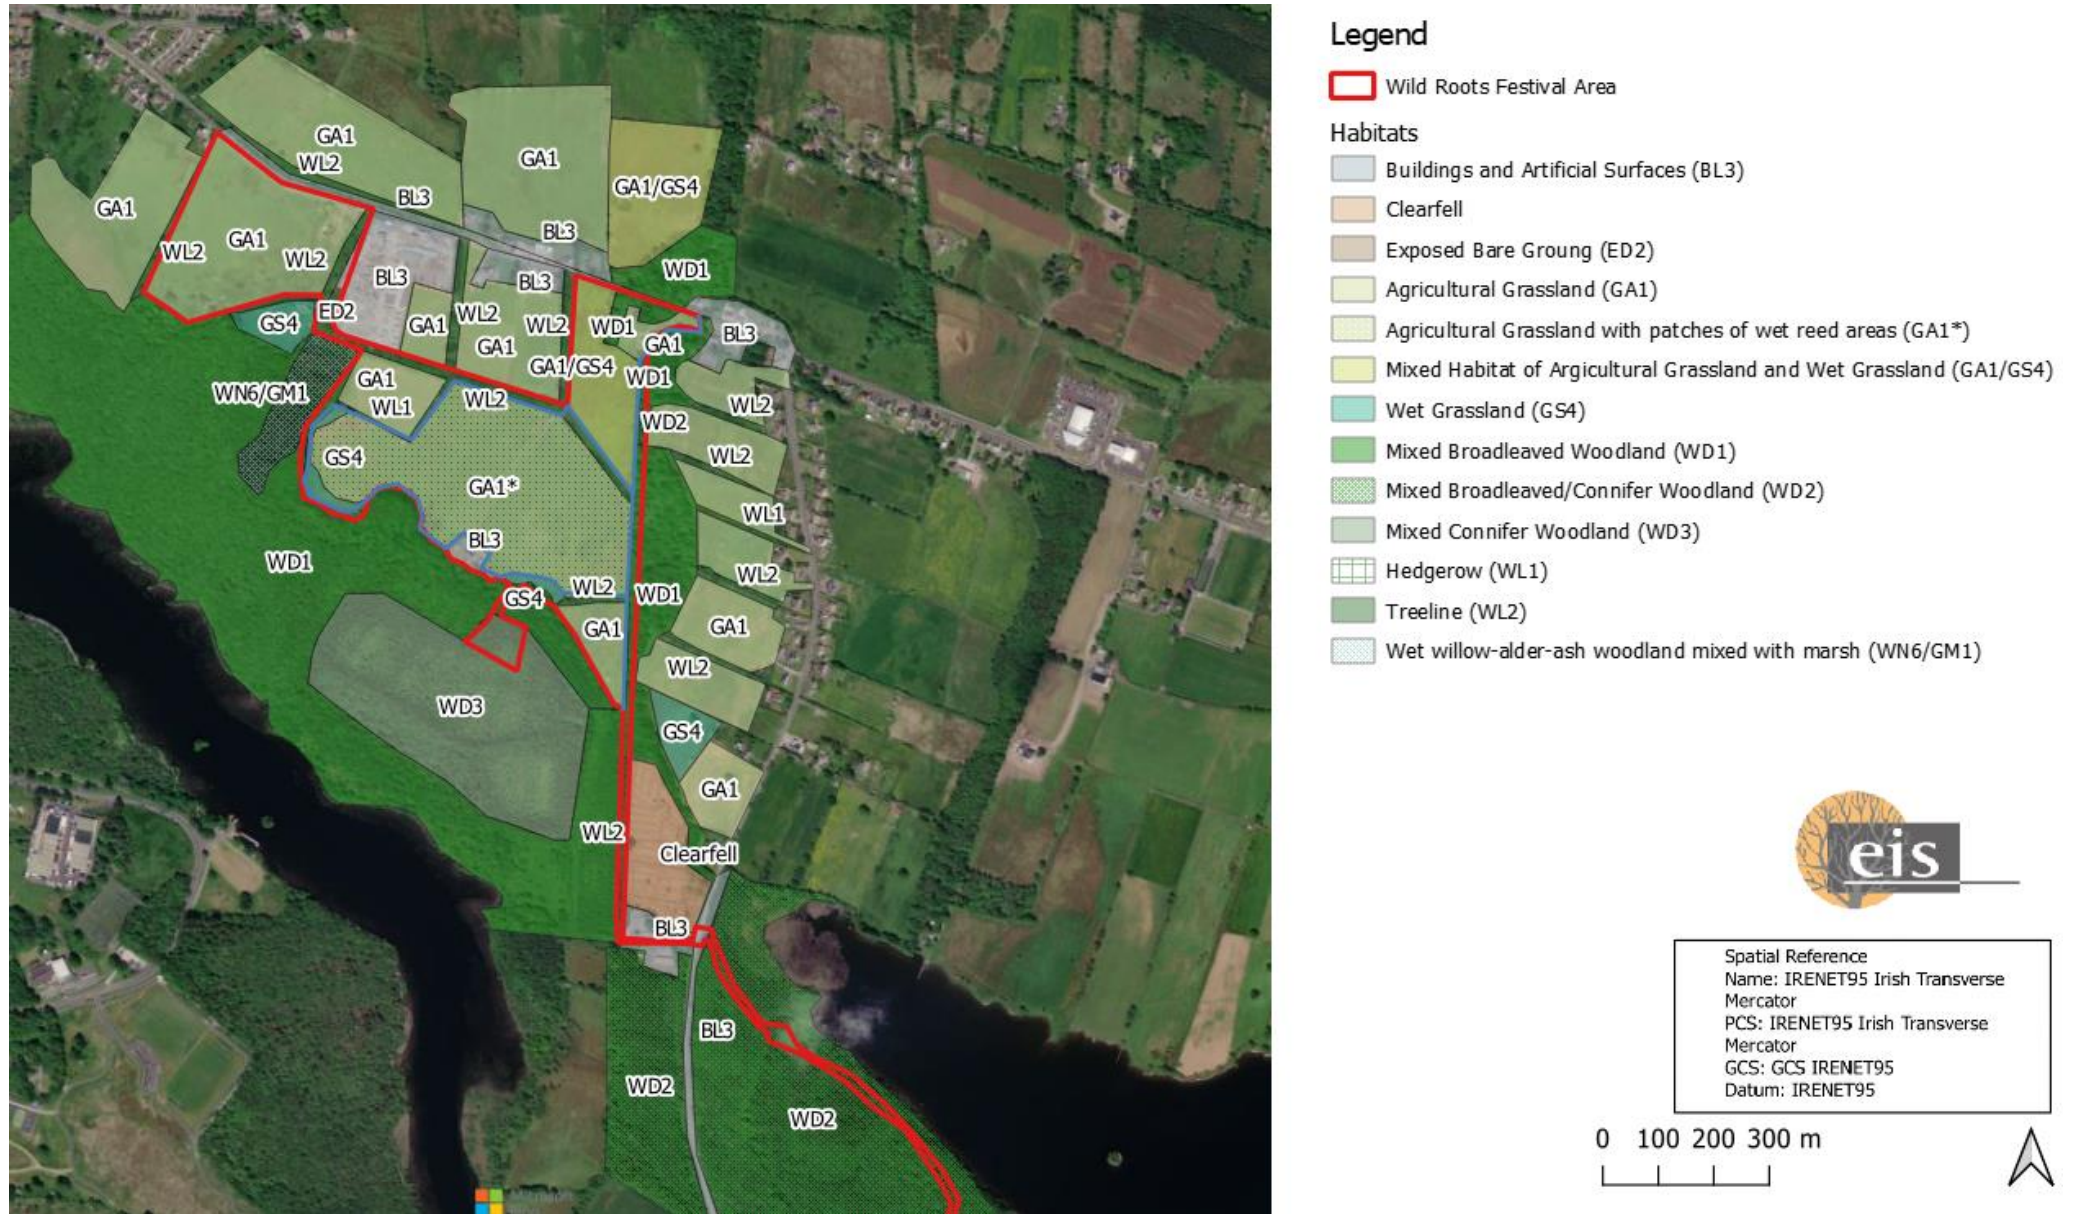 Legend
Wild Roots Festival Area
Habitats
Buildings and Artificial Surfaces (BL3)
Clearfell
Exposed Bare Groung (ED2)
Agricultural Grassland (GA1)
Agricultural Grassland with patches of wet reed areas (GA1*)
Mixed Habitat of Argicultural Grassland and Wet Grassland (GA1/GS4)
Wet Grassland (GS4)
Mixed Broadleaved Woodland (WD1)
Mixed Broadleaved/Connifer Woodland (WD2)
Mixed Connifer Woodland (WD3)
Hedgerow (WL1)
Treeline (WL2)
Wet willow-alder-ash woodland mixed with marsh (WN6/GM1)
eis
Spatial Reference
Name: IRENET95 Irish Transverse
Mercator
PCS: IRENET95 Irish Transverse
Mercator
GCS: GCS IRENET95
Datum: IRENET95
0 100 200 300 m
GA1
WL2
GA1
GA1/GS4
BL3
GA1
BL3
GA1
WL2
WL2
WD1
BL3
BL3
ED2
GS4
GA1
WL2
WL2
WD1
BL3
GA1
GA1
GA1/GS4
WD1
GA1
WN6/GM1
WL1
WL2
WL2
WD2
GS4
WL2
GA1*
WL1
BL3
WD1
WL2
WL2
GS4
WD1
GA1
GA1
WL2
WD3
GS4
GA1
WL2
Clearfell
BL3
BL3
WD2
WD2